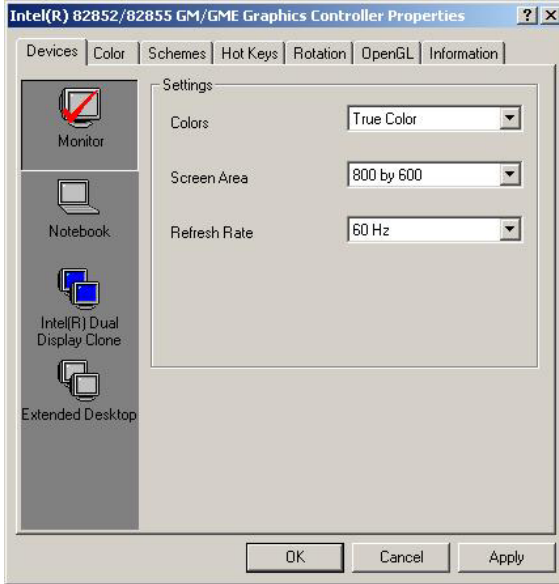 Intel(R) 82852/82855 GM/GME Graphics Controller Properties
Devices Color Schemes Hot Keys Rotation OpenGL Information
Monitor
Notebook
Intel(R) Dual
Display Clone
Extended Desktop
Settings
Colors True Color
Screen Area 800 by 600
Refresh Rate 60 Hz
OK Cancel Apply